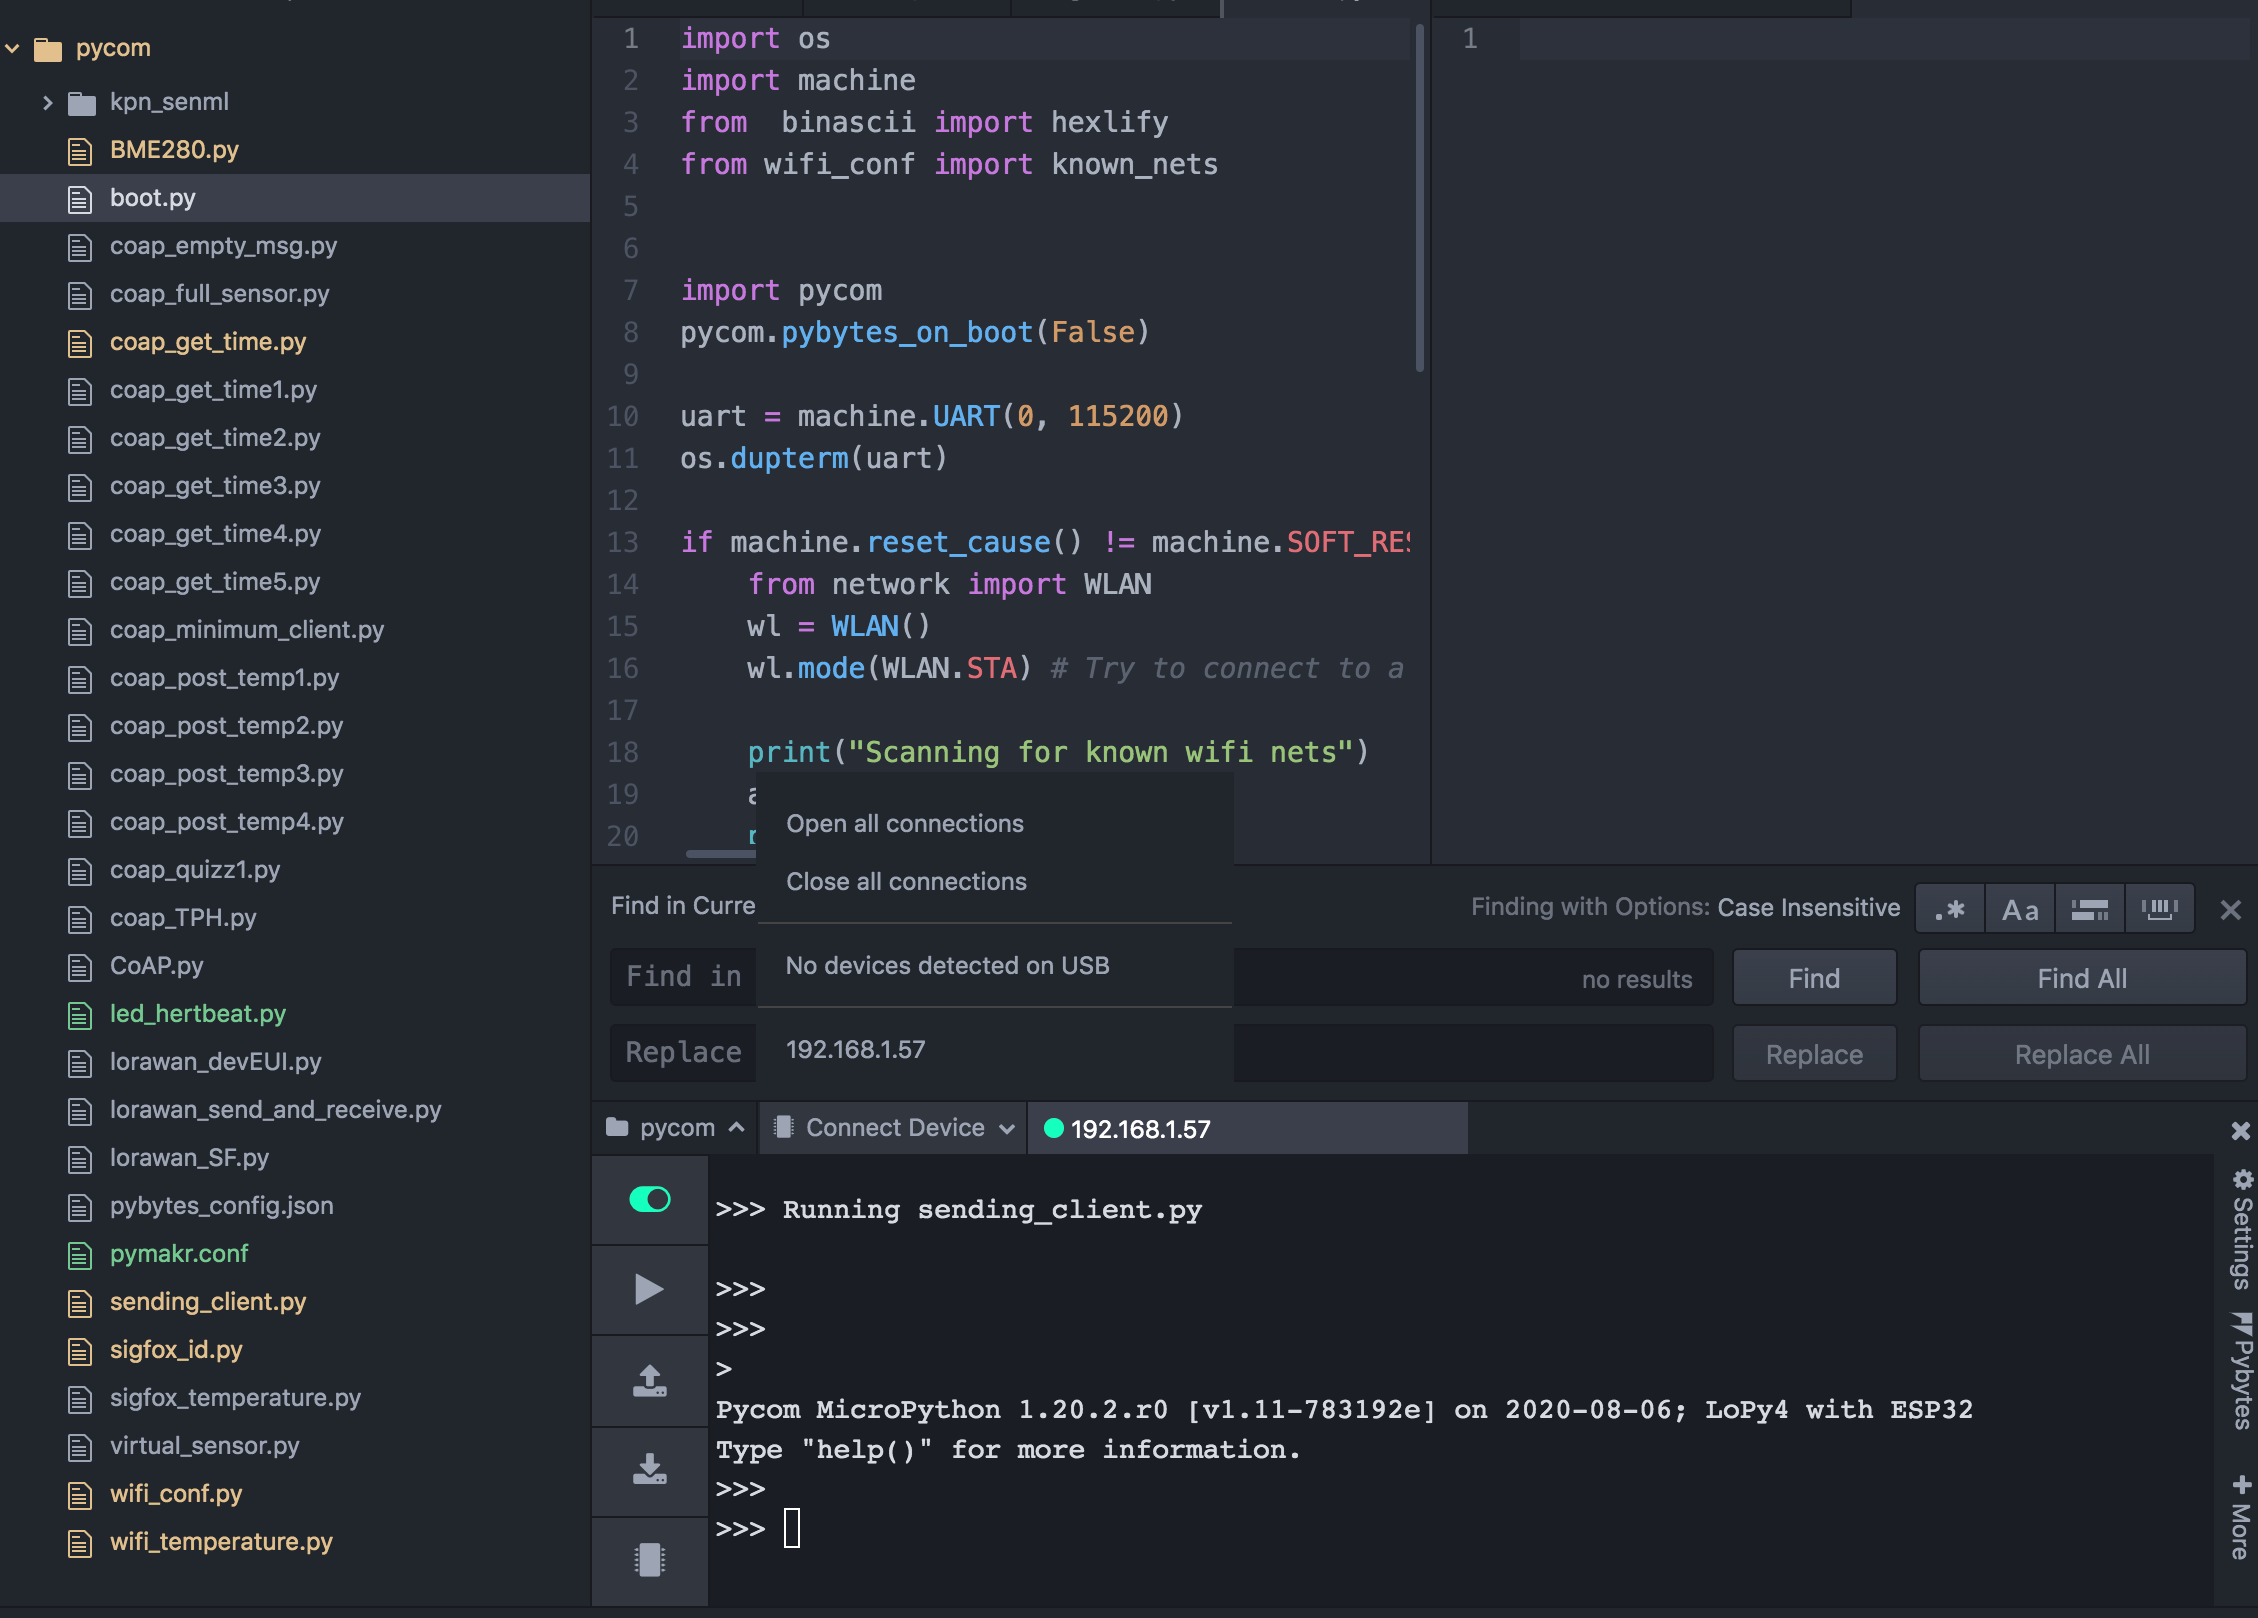 pycom
kpn_senml
BME280.py
boot.py
coap_empty_msg.py
coap_full_sensor.py
coap_get_time.py
coap_get_time1.py
coap_get_time2.py
coap_get_time3.py
coap_get_time4.py
coap_get_time5.py
coap_minimum_client.py
coap_post_temp1.py
coap_post_temp2.py
coap_post_temp3.py
coap_post_temp4.py
coap_quizz1.py
coap_TPH.py
CoAP.py
led_hertbeat.py
lorawan_devEUI.py
lorawan_send_and_receive.py
lorawan_SF.py
pybytes_config.json
pymakr.conf
sending_client.py
sigfox_id.py
sigfox_temperature.py
virtual_sensor.py
wifi_conf.py
wifi_temperature.py
1 import os
2 import machine
3 from  binascii import hexlify
4 from wifi_conf import known_nets
5
6
7 import pycom
8 pycom.pybytes_on_boot(False)
9
10 uart = machine.UART(0, 115200)
11 os.dupterm(uart)
12
13 if machine.reset_cause() != machine.SOFT_RES
14     from network import WLAN
15     wl = WLAN()
16     wl.mode(WLAN.STA) # Try to connect to a
17
18     print("Scanning for known wifi nets")
19     a
20
1
Open all connections
Close all connections
No devices detected on USB
192.168.1.57
Find in Curre
Finding with Options: Case Insensitive
.* Aa
Find in
no results
Find
Find All
Replace
Replace
Replace All
pycom
Connect Device
192.168.1.57
>>> Running sending_client.py
>>>
>>>
>
Pycom MicroPython 1.20.2.r0 [v1.11-783192e] on 2020-08-06; LoPy4 with ESP32
Type "help()" for more information.
>>>
>>>
Settings
Pybytes
More